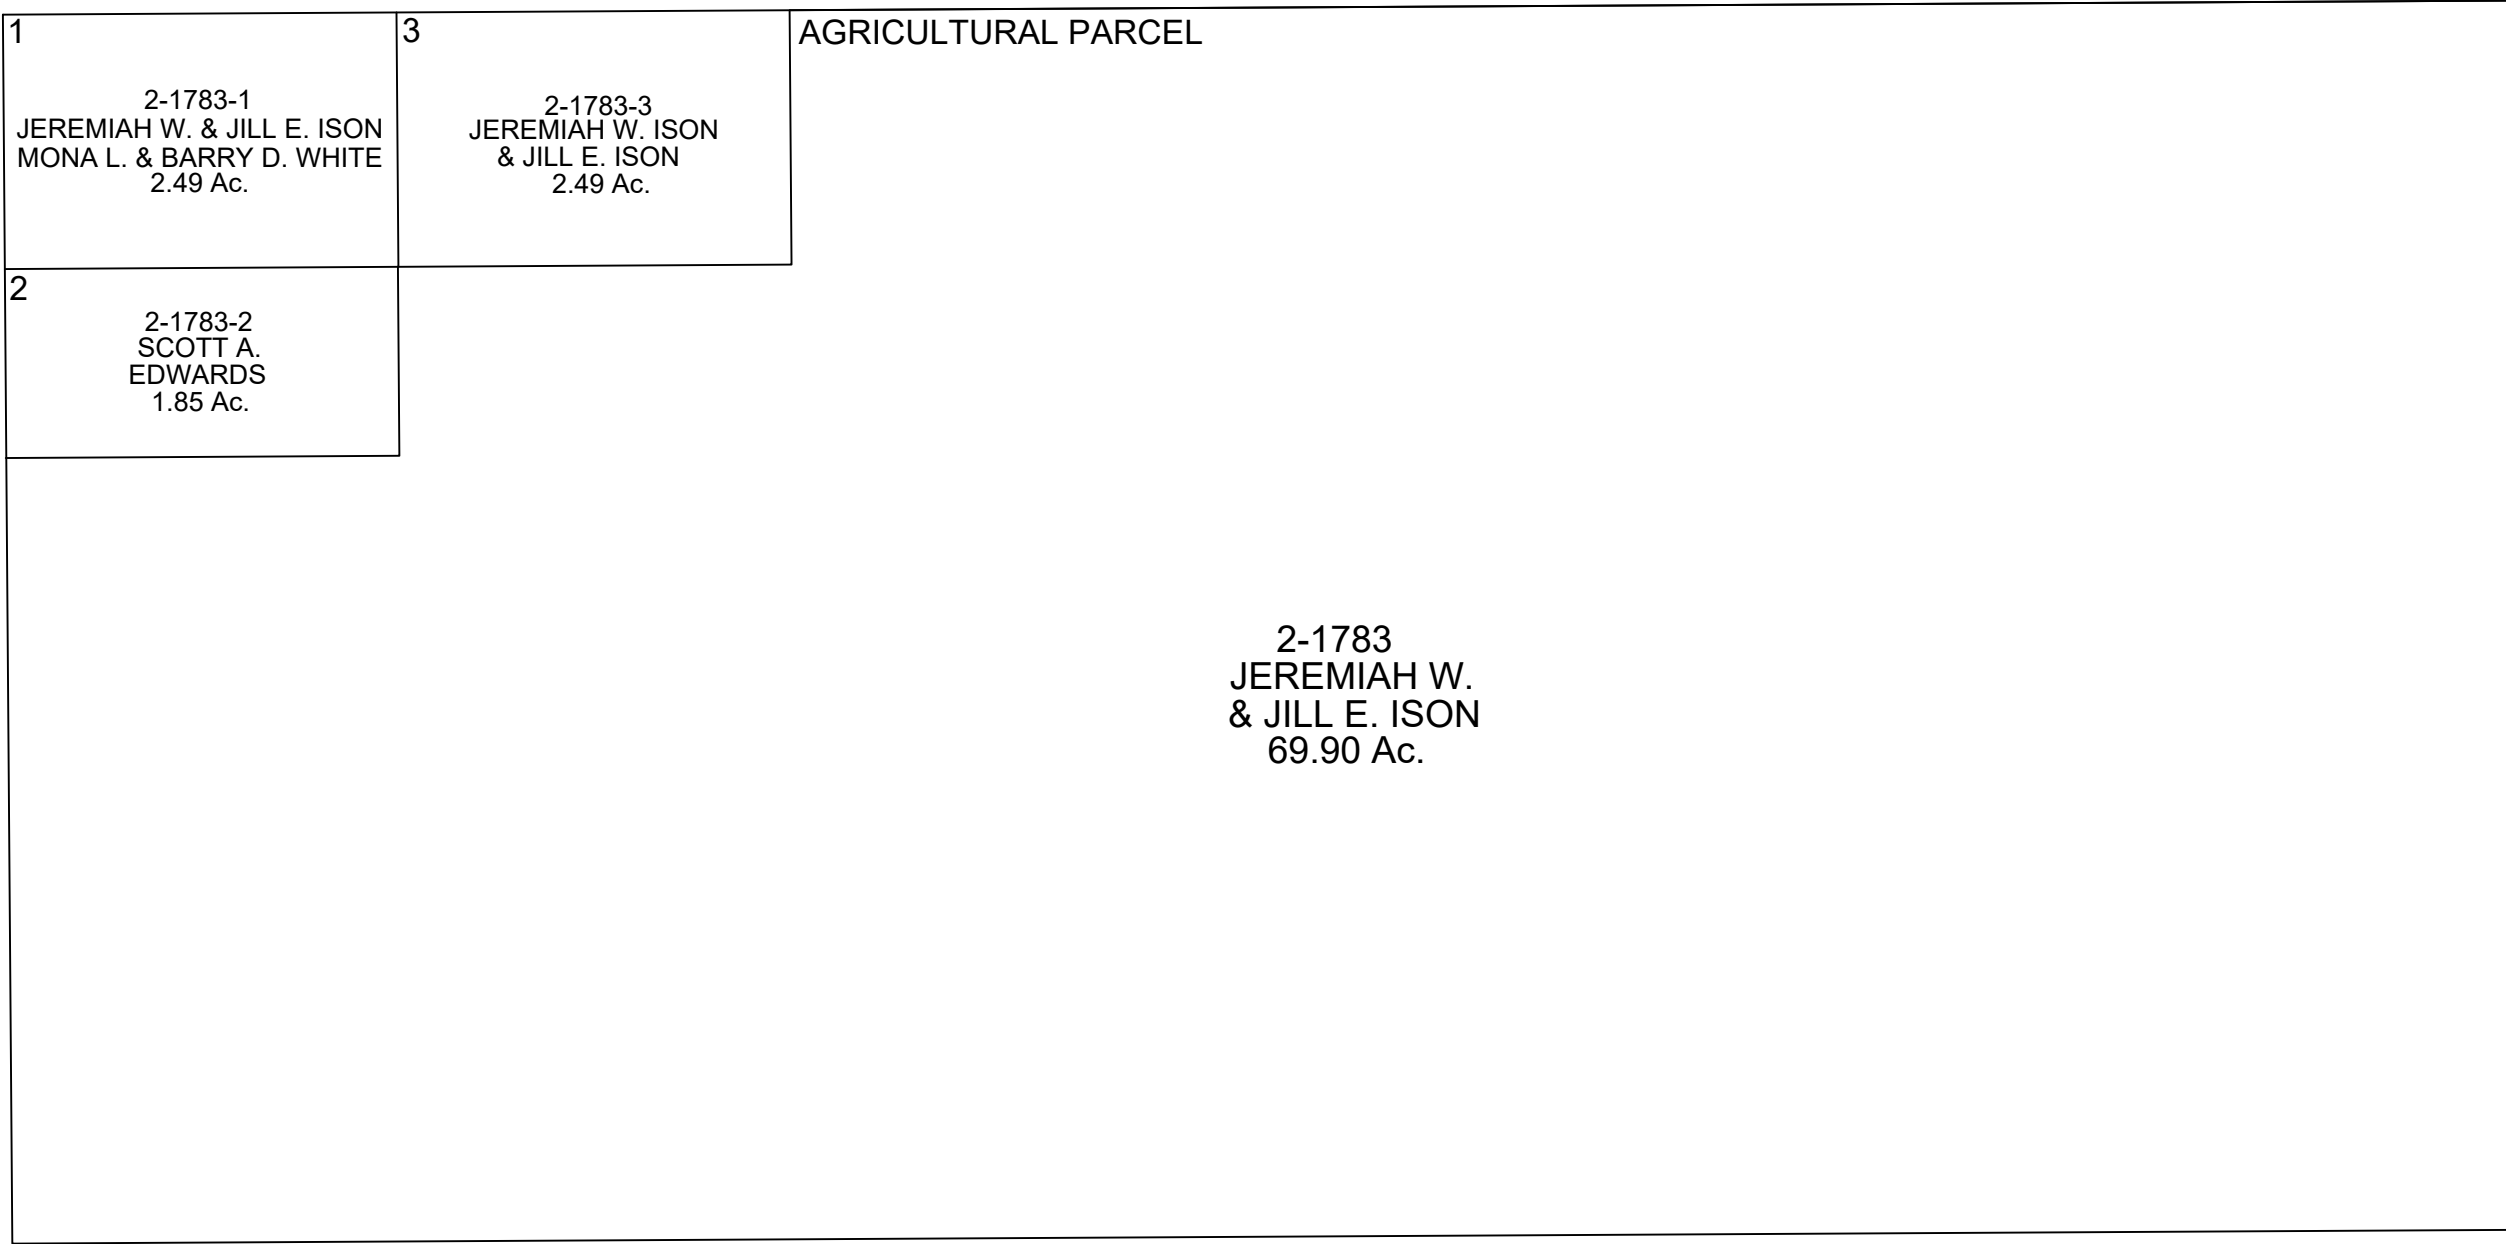 1
2-1783-1
JEREMIAH W. & JILL E. ISON
MONA L. & BARRY D. WHITE
2.49 Ac.
3
2-1783-3
JEREMIAH W. ISON
& JILL E. ISON
2.49 Ac.
AGRICULTURAL PARCEL
2
2-1783-2
SCOTT A.
EDWARDS
1.85 Ac.
2-1783
JEREMIAH W.
& JILL E. ISON
69.90 Ac.